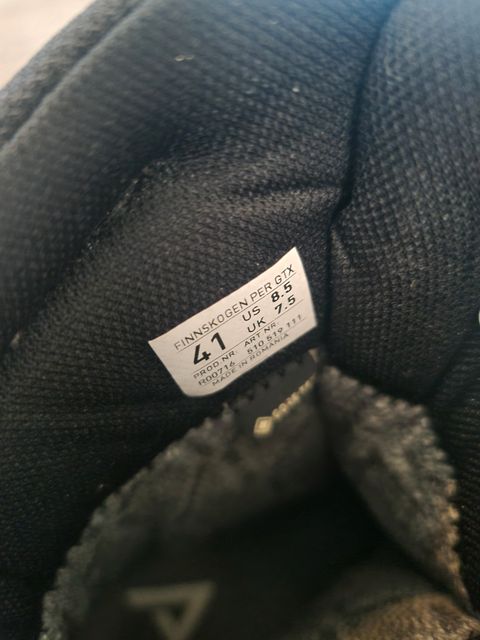 FINNSKOGEN PER GTX
41 US 8.5
UK 7.5
PROD NR. ART NR.
R00716 510 519 111
MADE IN ROMANIA